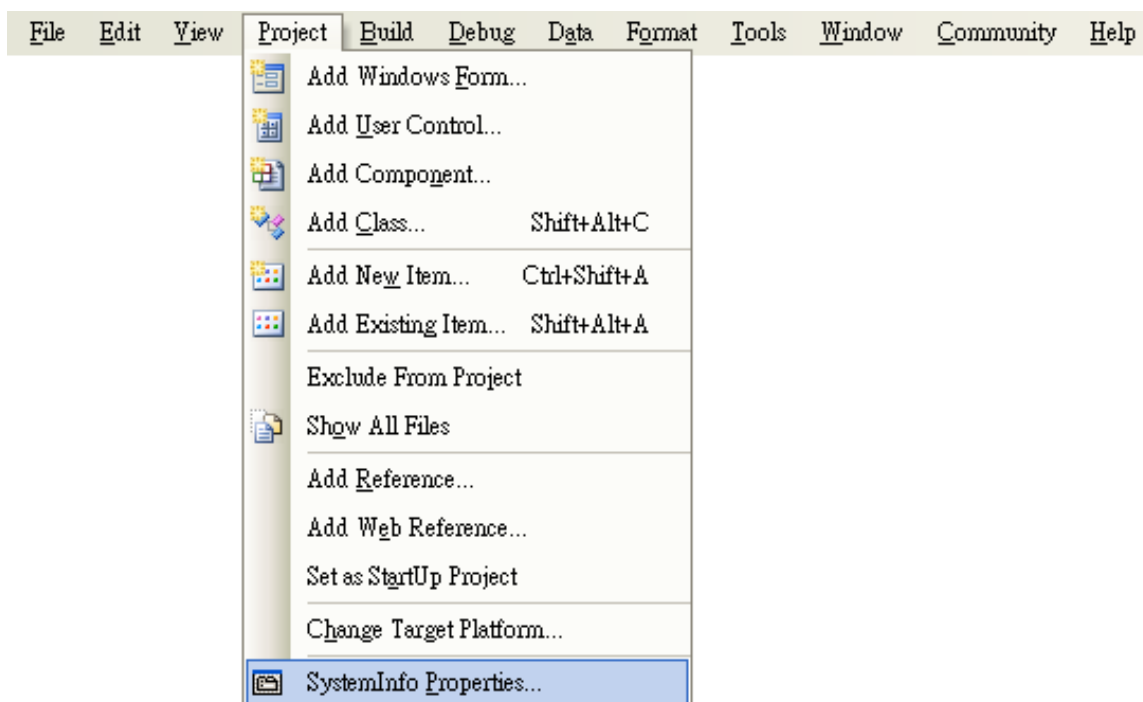 File Edit View Project Build Debug Data Format Tools Window Community Help
Add Windows Form...
Add User Control...
Add Component...
Add Class... Shift+Alt+C
Add New Item... Ctrl+Shift+A
Add Existing Item... Shift+Alt+A
Exclude From Project
Show All Files
Add Reference...
Add Web Reference...
Set as StartUp Project
Change Target Platform...
SystemInfo Properties...